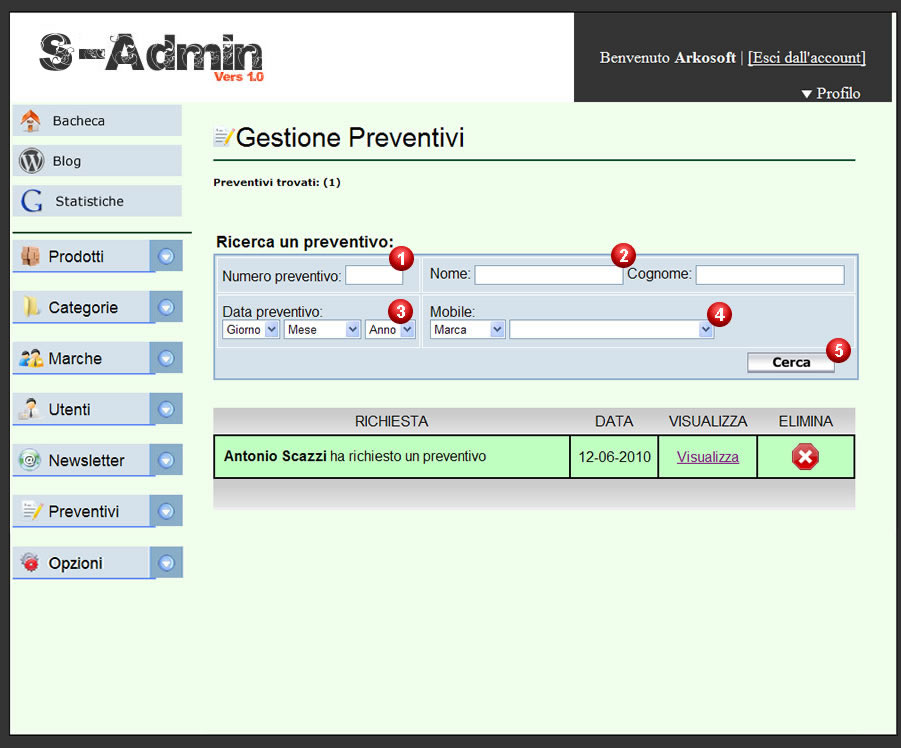 S-Admin
Vers 1.0
Benvenuto Arkosoft | [Esci dall'account]
Profilo
Bacheca
Blog
Statistiche
Prodotti
Categorie
Marche
Utenti
Newsletter
Preventivi
Opzioni
Gestione Preventivi
Preventivi trovati: (1)
Ricerca un preventivo:
Numero preventivo: 1 Nome: 2 Cognome:
Data preventivo: 3 Mobile: 4
Giorno Mese Anno Marca
Cerca 5
RICHIESTA DATA VISUALIZZA ELIMINA
Antonio Scazzi ha richiesto un preventivo 12-06-2010 Visualizza